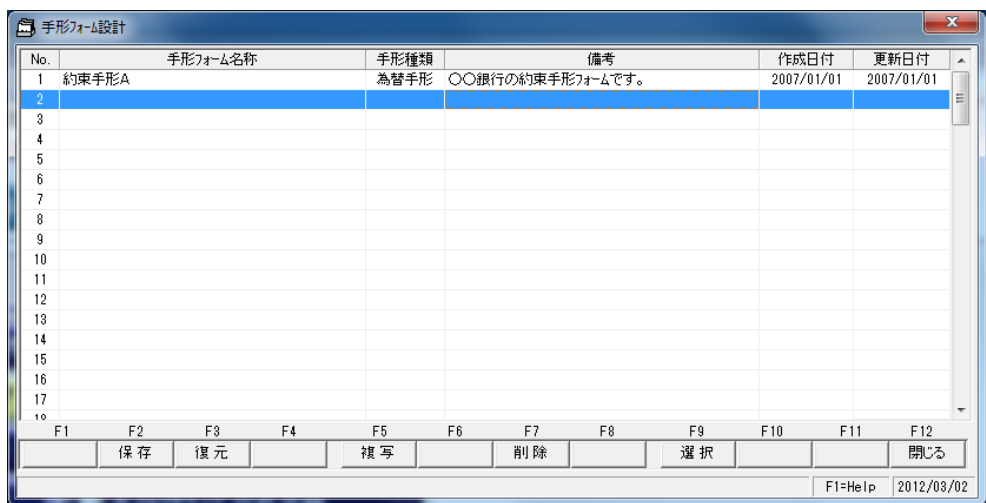 手形ﾌｫｰﾑ設計
No. 手形ﾌｫｰﾑ名称 手形種類 備考 作成日付 更新日付
1 約束手形A 為替手形 〇〇銀行の約束手形ﾌｫｰﾑです。 2007/01/01 2007/01/01
2
3
4
5
6
7
8
9
10
11
12
13
14
15
16
17
18
F1 F2 F3 F4 F5 F6 F7 F8 F9 F10 F11 F12
保存 復元 複写 削除 選択 閉じる
F1=Help 2012/03/02